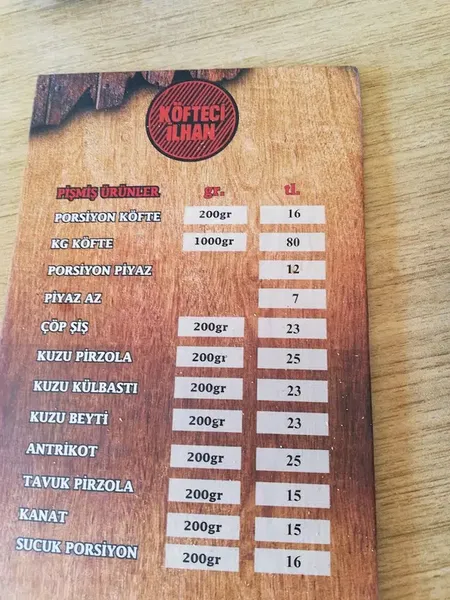 KÖFTECİ
İLHAN
PİŞMİŞ ÜRÜNLER gr. tl.
PORSİYON KÖFTE 200gr 16
KG KÖFTE 1000gr 80
PORSİYON PİYAZ 12
PİYAZ AZ 7
ÇÖP ŞİŞ 200gr 23
KUZU PİRZOLA 200gr 25
KUZU KÜLBASTI 200gr 23
KUZU BEYTİ 200gr 23
ANTRİKOT 200gr 25
TAVUK PİRZOLA 200gr 15
KANAT 200gr 15
SUCUK PORSİYON 200gr 16